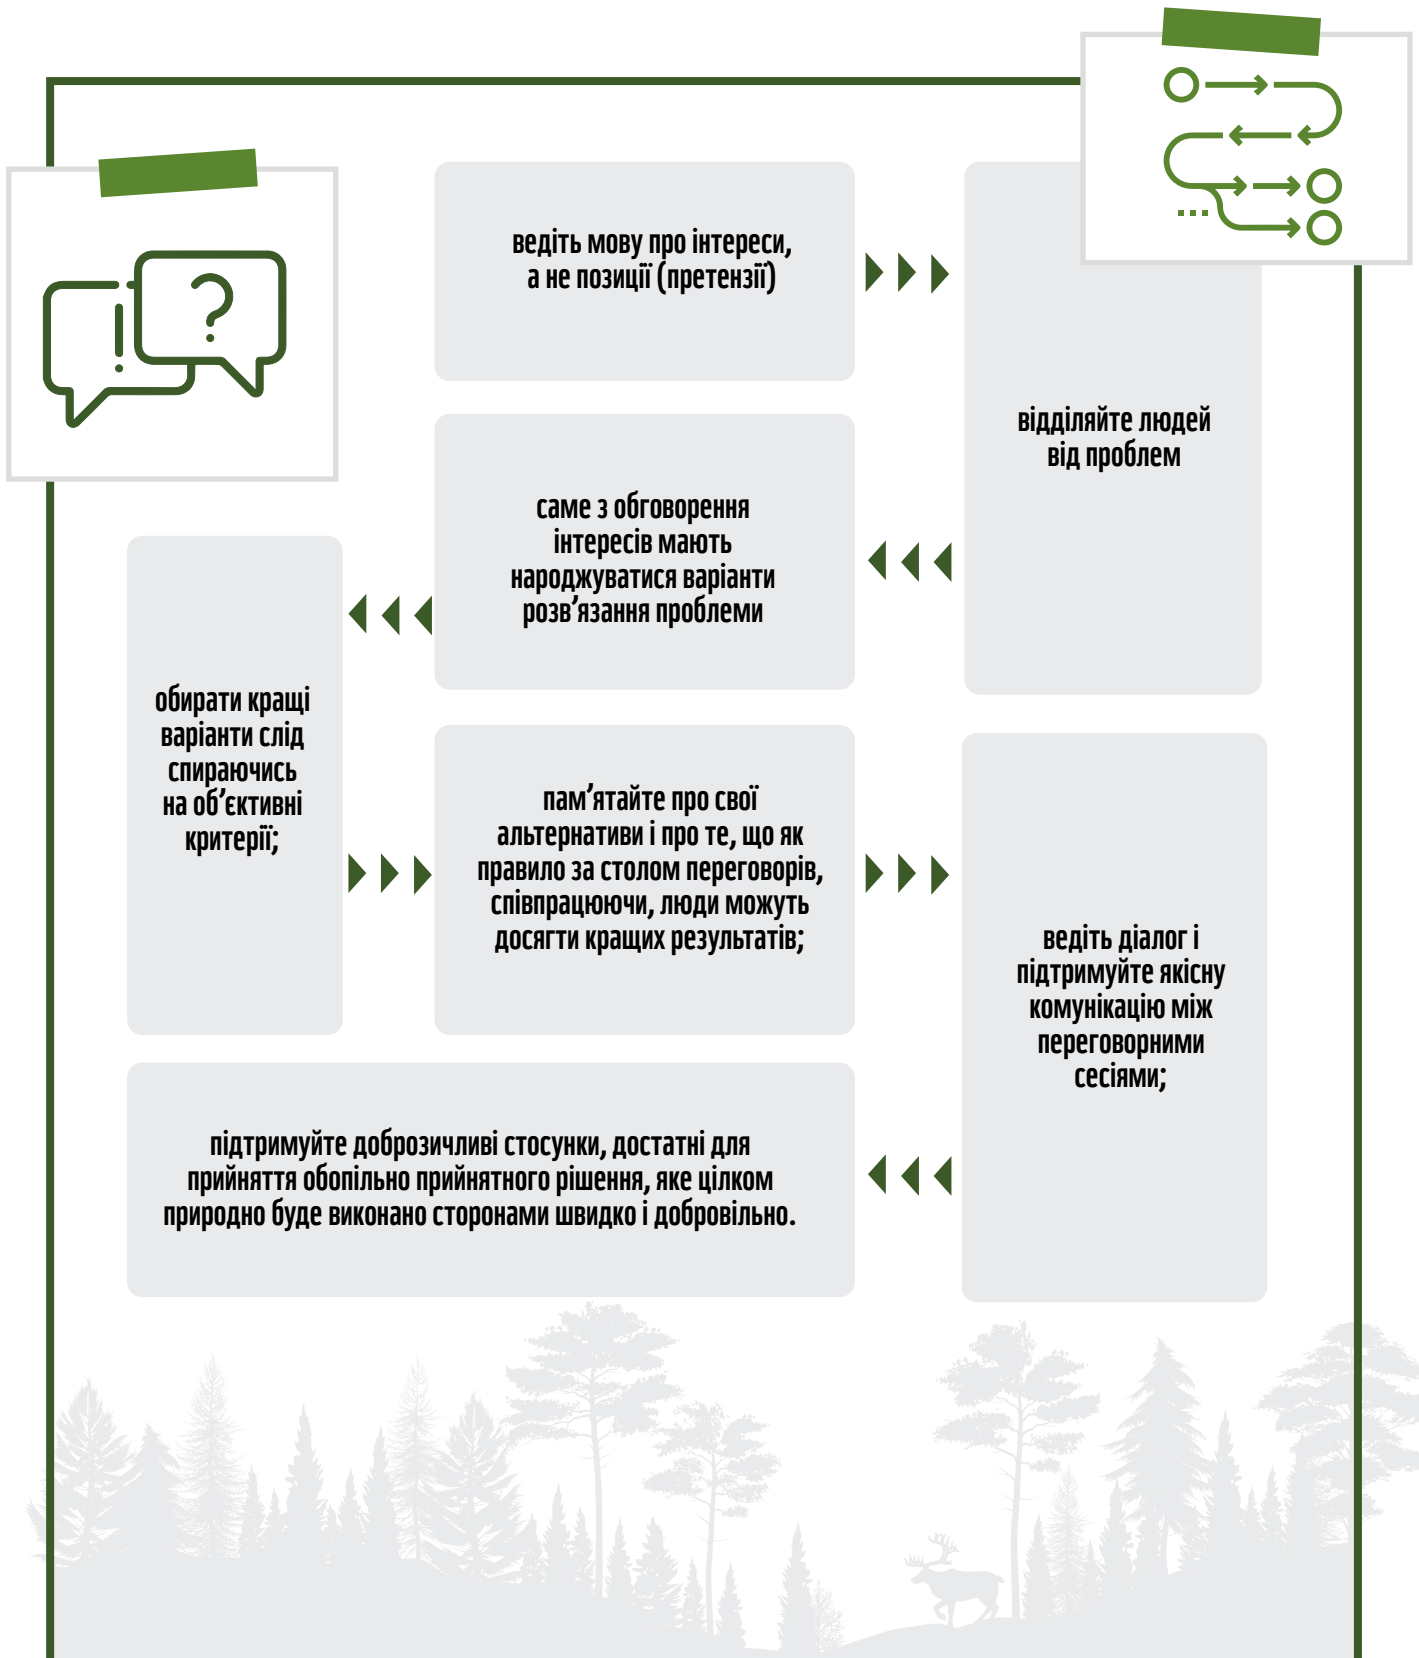 ведіть мову про інтереси,
а не позиції (претензії)
відділяйте людей
від проблем
саме з обговорення
інтересів мають
народжуватися варіанти
розв’язання проблеми
обирати кращі
варіанти слід
спираючись
на об’єктивні
критерії;
пам’ятайте про свої
альтернативи і про те, що як
правило за столом переговорів,
співпрацюючи, люди можуть
досягти кращих результатів;
ведіть діалог і
підтримуйте якісну
комунікацію між
переговорними
сесіями;
підтримуйте доброзичливі стосунки, достатні для
прийняття обопільно прийнятного рішення, яке цілком
природно буде виконано сторонами швидко і добровільно.